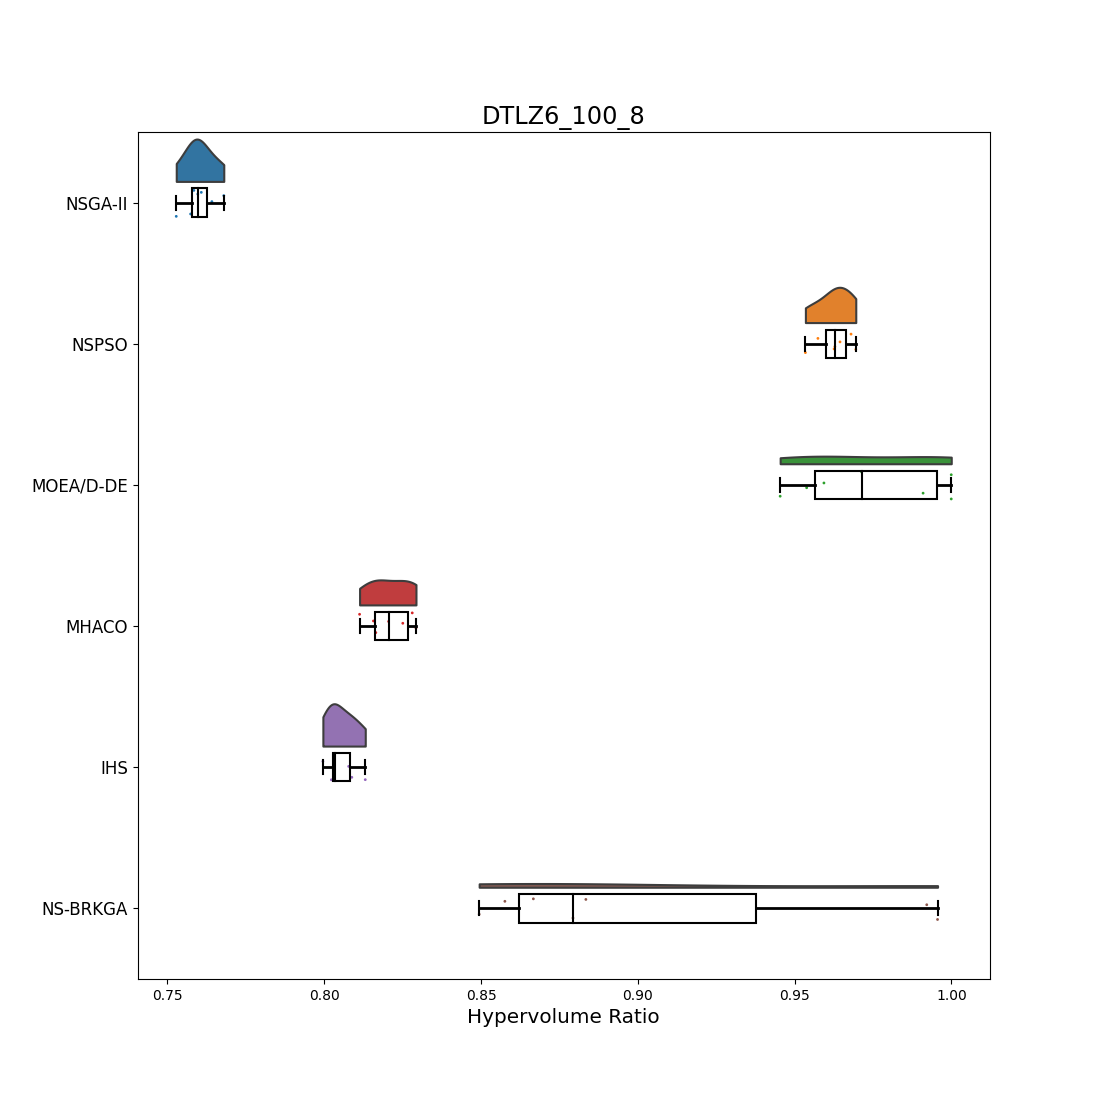 DTLZ6_100_8
NSGA-II
NSPSO
MOEA/D-DE
MHACO
IHS
NS-BRKGA
0.75 0.80 0.85 0.90 0.95 1.00
Hypervolume Ratio